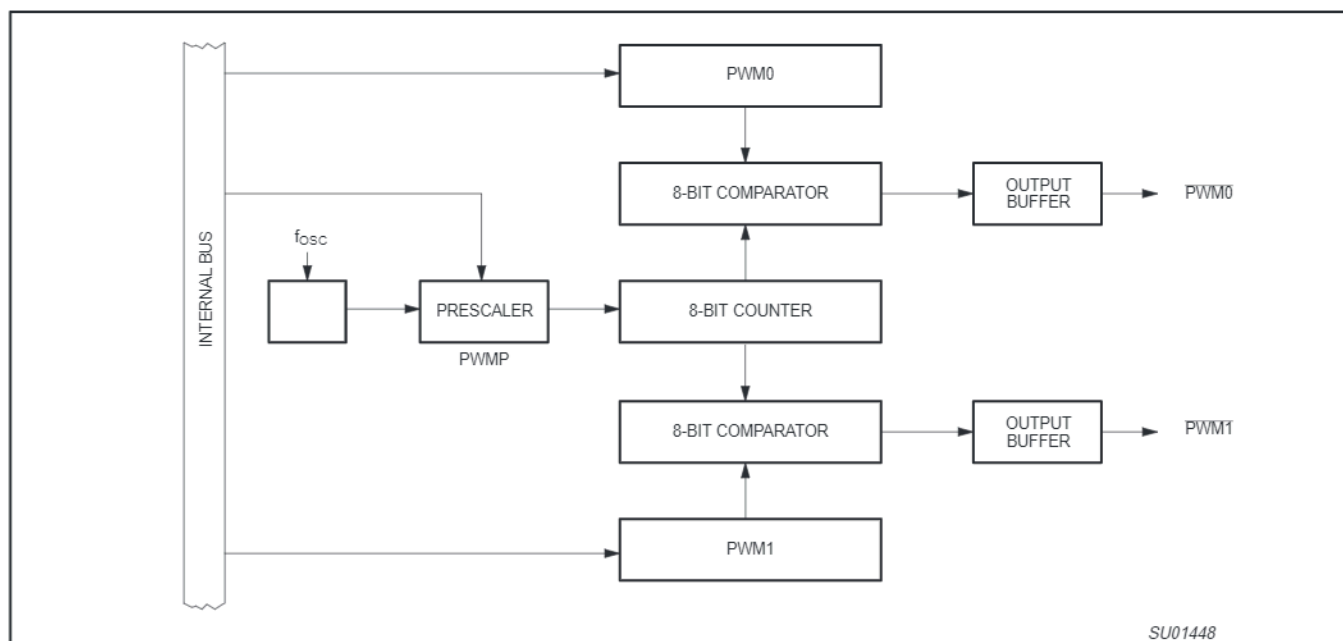 PWM0
8-BIT COMPARATOR
OUTPUT
BUFFER
PWM0
INTERNAL BUS
fOSC
PRESCALER
8-BIT COUNTER
PWMP
8-BIT COMPARATOR
OUTPUT
BUFFER
PWM1
PWM1
SU01448